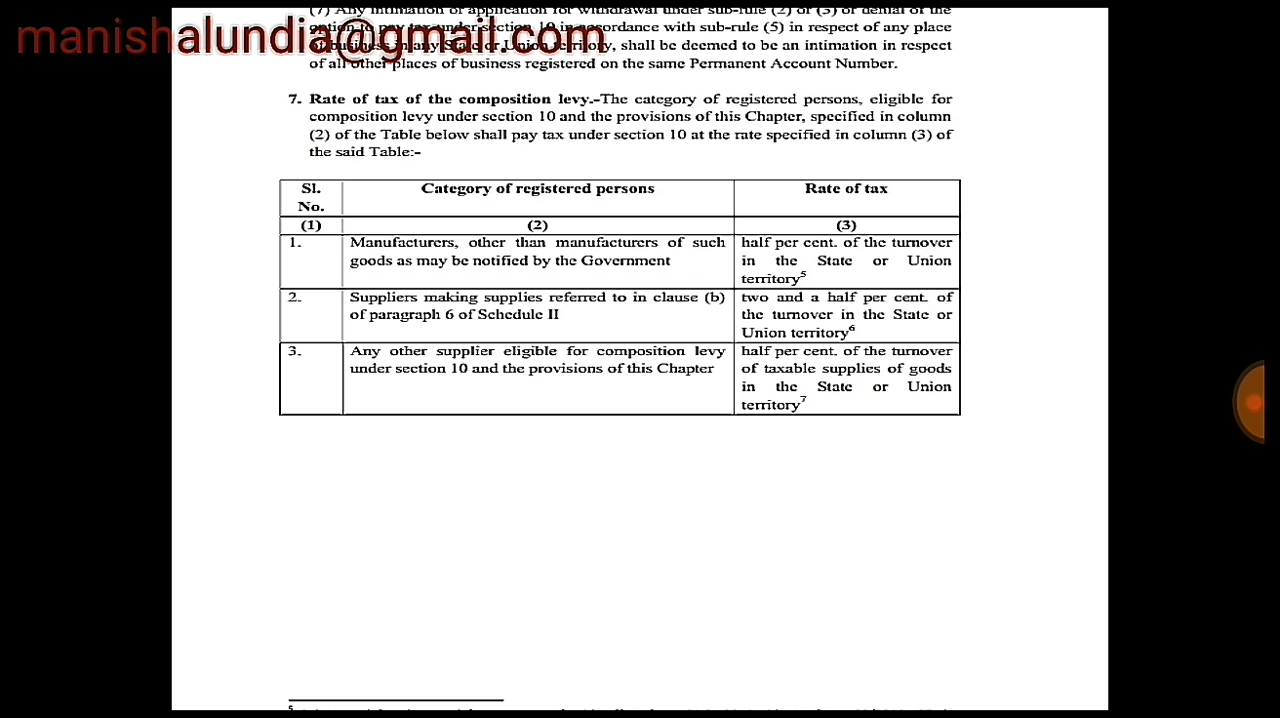 manishalundia@gmail.com
(7) Any intimation or application for withdrawal under sub-rule (2) or (3) or denial of the
option to pay tax under section 10 in accordance with sub-rule (5) in respect of any place
of business in any State or Union territory, shall be deemed to be an intimation in respect
of all other places of business registered on the same Permanent Account Number.
7. Rate of tax of the composition levy.-The category of registered persons, eligible for
composition levy under section 10 and the provisions of this Chapter, specified in column
(2) of the Table below shall pay tax under section 10 at the rate specified in column (3) of
the said Table:-
Sl. No.
Category of registered persons
Rate of tax
(1)
(2)
(3)
1.
Manufacturers, other than manufacturers of such
goods as may be notified by the Government
half per cent. of the turnover
in the State or Union
territory⁵
2.
Suppliers making supplies referred to in clause (b)
of paragraph 6 of Schedule II
two and a half per cent. of
the turnover in the State or
Union territory⁶
3.
Any other supplier eligible for composition levy
under section 10 and the provisions of this Chapter
half per cent. of the turnover
of taxable supplies of goods
in the State or Union
territory⁷
5